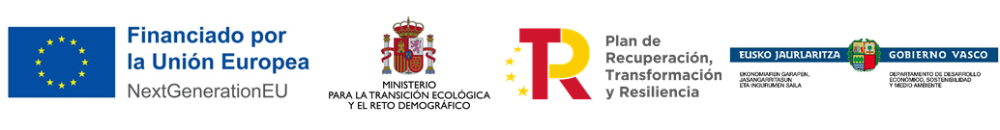 Financiado por
la Unión Europea
NextGenerationEU
MINISTERIO
PARA LA TRANSICIÓN ECOLÓGICA
Y EL RETO DEMOGRÁFICO
TR
Plan de
Recuperación,
Transformación
y Resiliencia
EUSKO JAURLARITZA
GOBIERNO VASCO
EKONOMIAREN GARAPEN,
JASANGARRITASUN
ETA INGURUMEN SAILA
DEPARTAMENTO DE DESARROLLO
ECONÓMICO, SOSTENIBILIDAD
Y MEDIO AMBIENTE